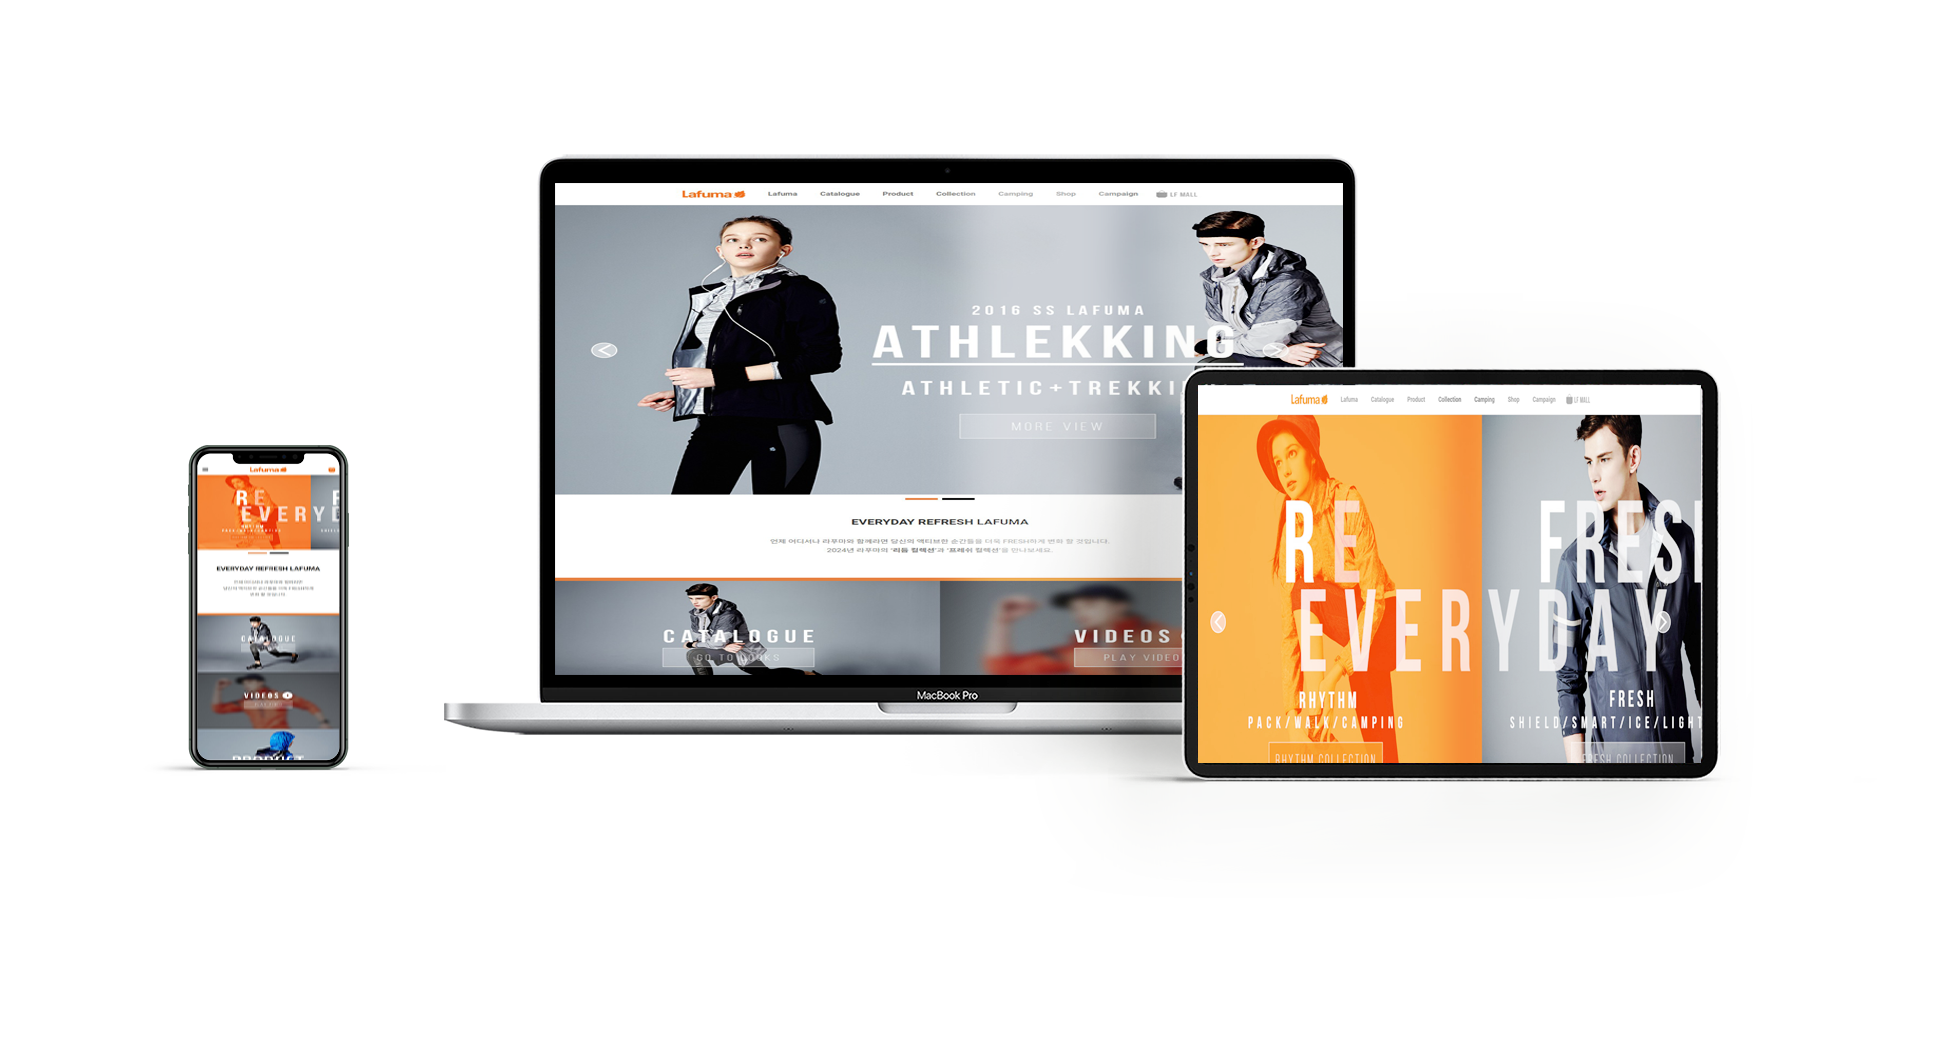 Lafuma
EVERYDAY REFRESH LAFUMA
CATALOGUE
VIDEOS
Lafuma Lafuma Catalogue Product Collection Camping Shop Campaign LF MALL
2016 SS LAFUMA
ATHLEKKING
ATHLETIC+TREKKI
MORE VIEW
EVERYDAY REFRESH LAFUMA
언제 어디서나 라푸마와 함께라면 당신의 액티브한 순간들을 더욱 FRESH하게 변화 할 것입니다.
2024년 라푸마의 '리듬 컬렉션'과 '프레쉬 컬렉션'을 만나보세요.
CATALOGUE
GO TO BOOKS
VIDEOS
PLAY VIDEO
MacBook Pro
Lafuma Lafuma Catalogue Product Collection Camping Shop Campaign LF MALL
RE FRESH
EVERYDAY
RHYTHM
PACK/WALK/CAMPING
RHYTHM COLLECTION
FRESH
SHIELD/SMART/ICE/LIGHT
FRESH COLLECTION